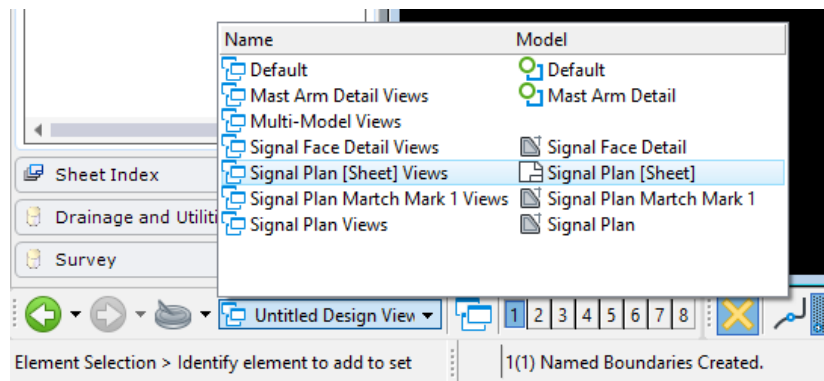 Name Model
Default Default
Mast Arm Detail Views Mast Arm Detail
Multi-Model Views
Signal Face Detail Views Signal Face Detail
Signal Plan [Sheet] Views Signal Plan [Sheet]
Signal Plan Martch Mark 1 Views Signal Plan Martch Mark 1
Signal Plan Views Signal Plan
Sheet Index
Drainage and Utiliti
Survey
Untitled Design View 1 2 3 4 5 6 7 8
Element Selection > Identify element to add to set 1(1) Named Boundaries Created.